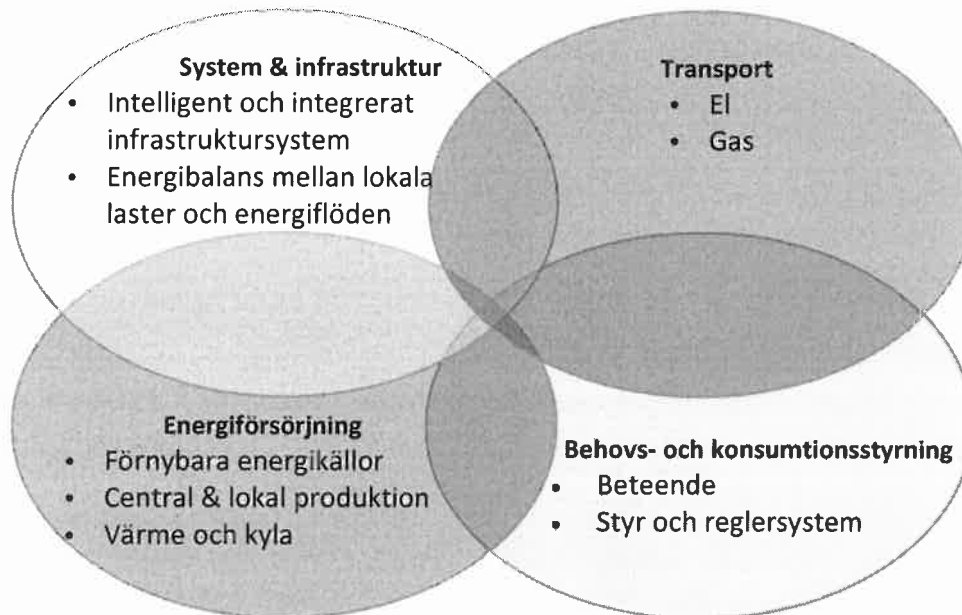 System & infrastruktur
• Intelligent och integrerat
infrastruktursystem
• Energibalans mellan lokala
laster och energiflöden
Transport
• El
• Gas
Energiförsörjning
• Förnybara energikällor
• Central & lokal produktion
• Värme och kyla
Behovs- och konsumtionsstyrning
• Beteende
• Styr och reglersystem